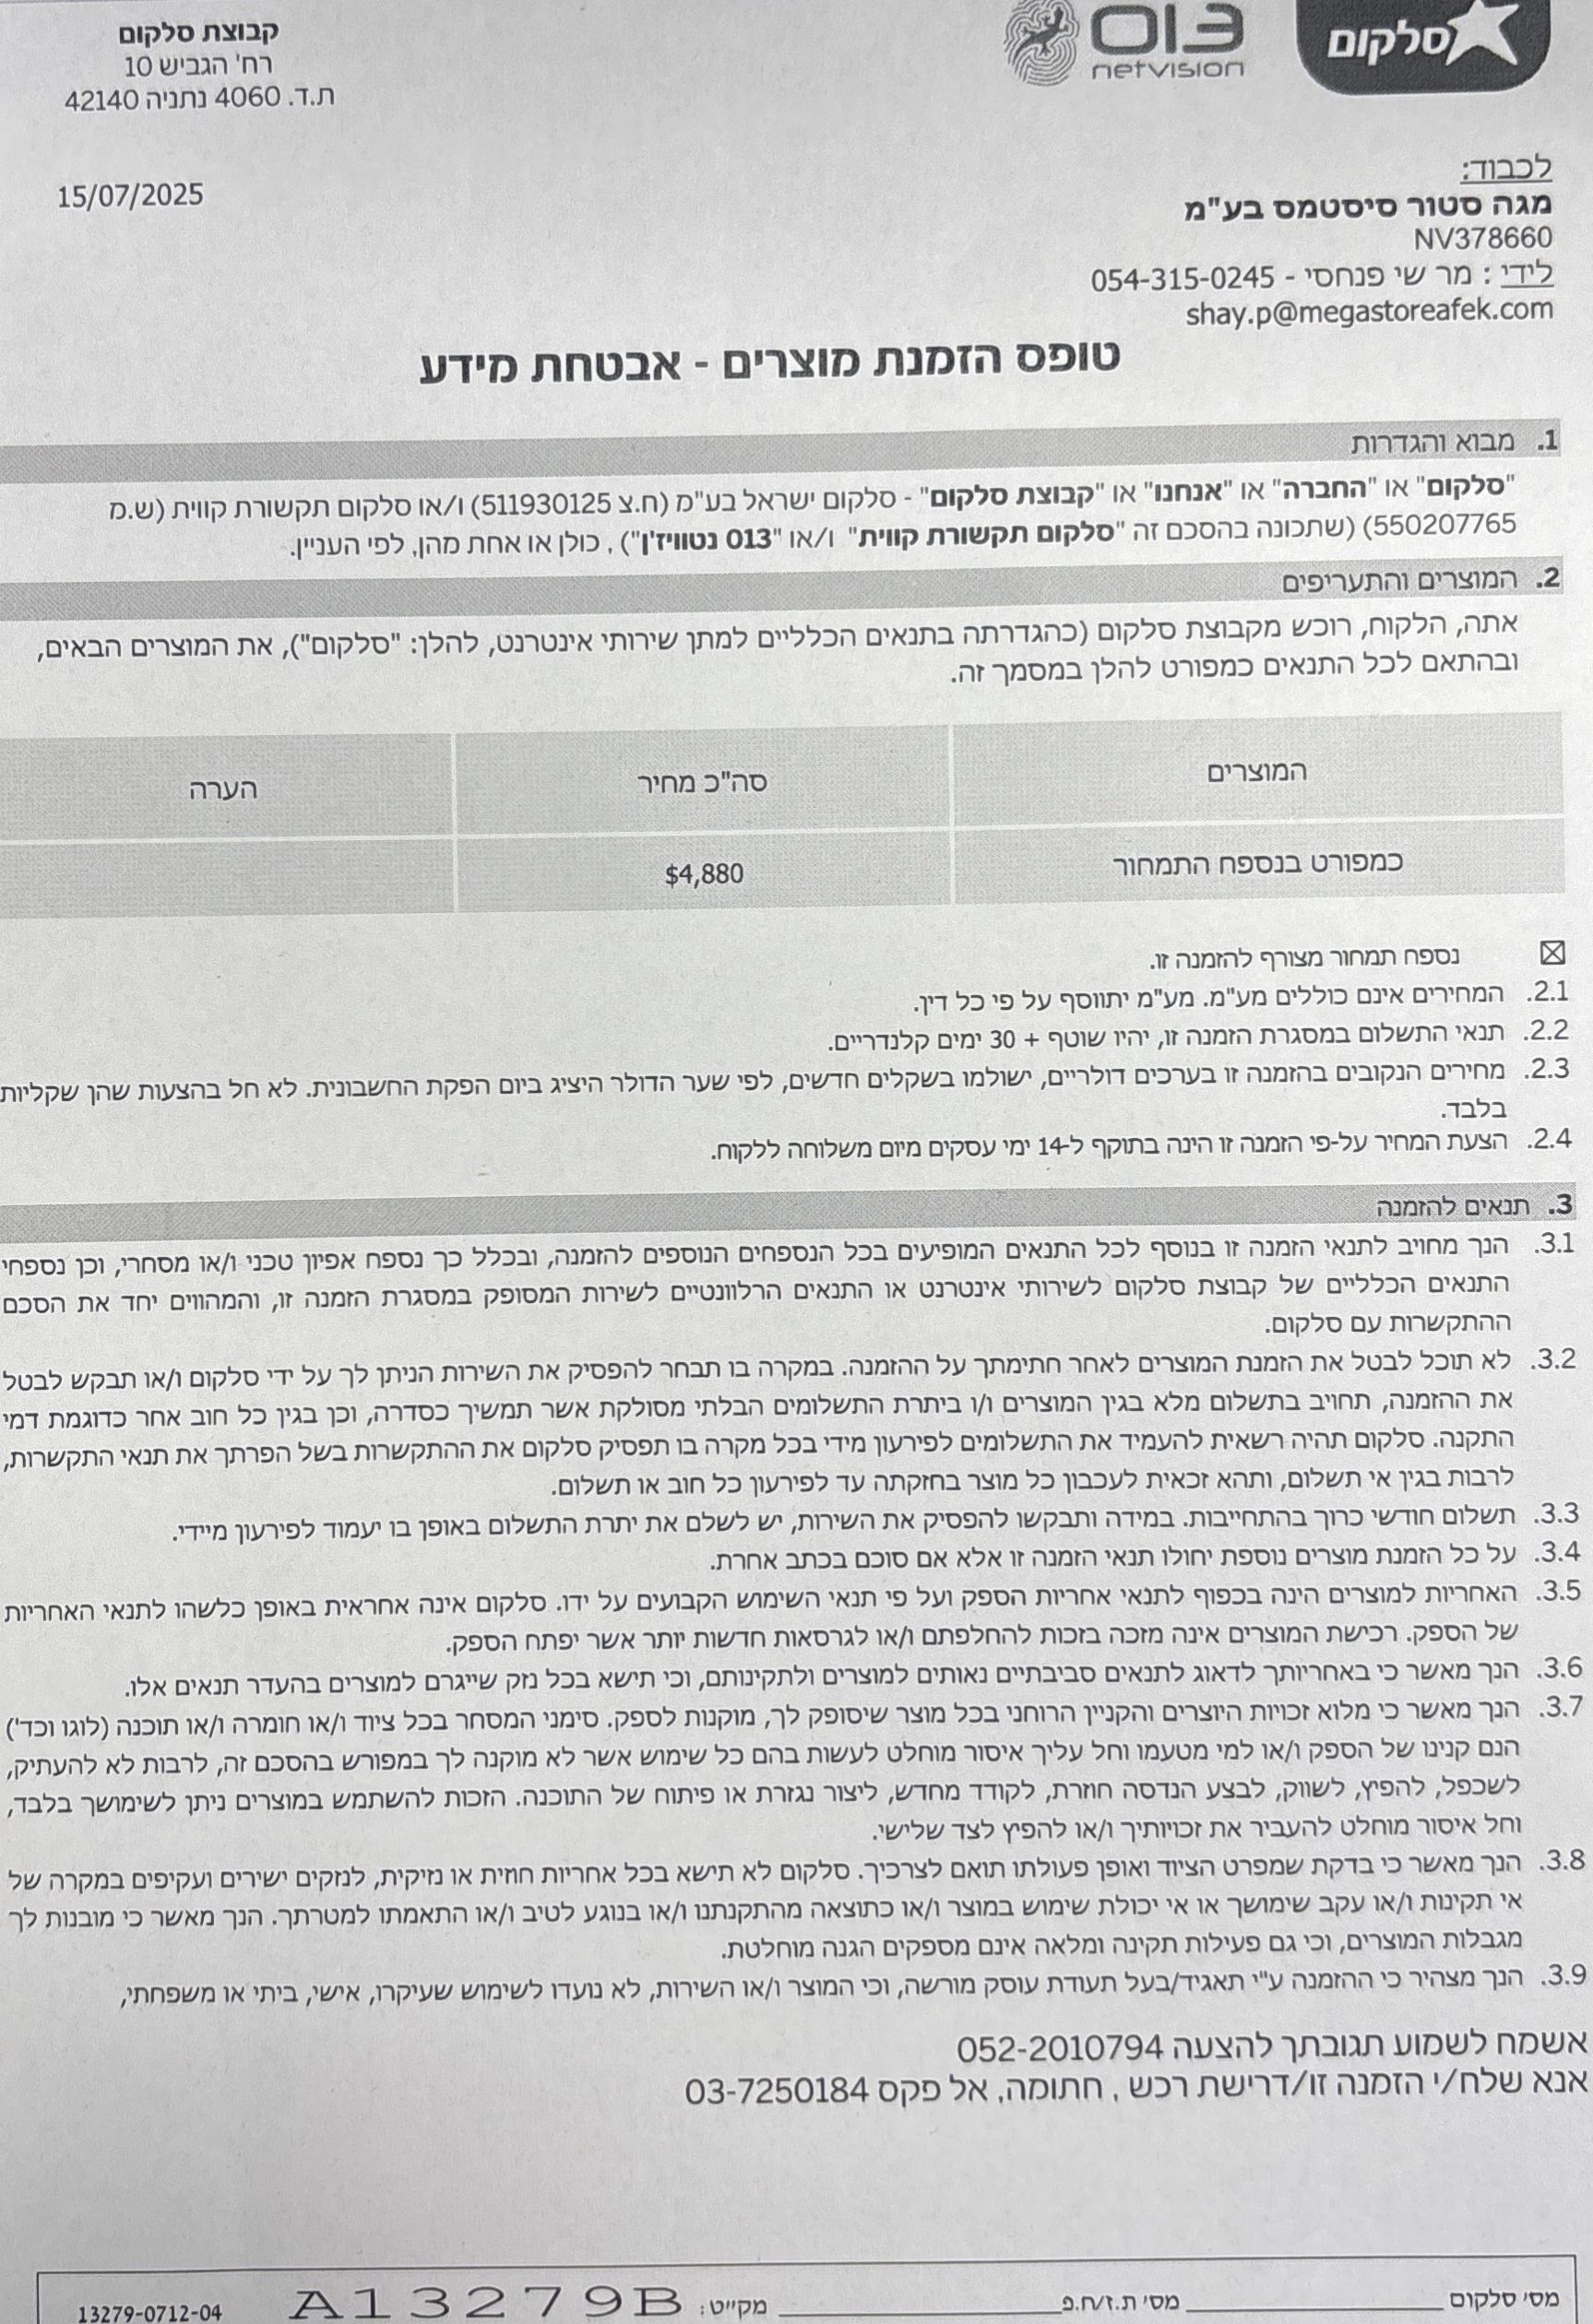 סלקום
013
netvision
קבוצת סלקום
רח' הגביש 10
ת.ד. 4060 נתניה 42140
15/07/2025
לכבוד:
מגה סטור סיסטמס בע"מ
NV378660
לידי : מר שי פנחסי - 054-315-0245
shay.p@megastoreafek.com
טופס הזמנת מוצרים - אבטחת מידע
1. מבוא והגדרות
"סלקום" או "החברה" או "אנחנו" או "קבוצת סלקום" - סלקום ישראל בע"מ (ח.צ 511930125) ו/או סלקום תקשורת קווית (ש.מ
550207765) (שתכונה בהסכם זה "סלקום תקשורת קווית" ו/או "013 נטוויז'ן") , כולן או אחת מהן, לפי העניין.
2. המוצרים והתעריפים
אתה, הלקוח, רוכש מקבוצת סלקום (כהגדרתה בתנאים הכלליים למתן שירותי אינטרנט, להלן: "סלקום"), את המוצרים הבאים,
ובהתאם לכל התנאים כמפורט להלן במסמך זה.
המוצרים סה"כ מחיר הערה
כמפורט בנספח התמחור $4,880
☒ נספח תמחור מצורף להזמנה זו.
2.1. המחירים אינם כוללים מע"מ. מע"מ יתווסף על פי כל דין.
2.2. תנאי התשלום במסגרת הזמנה זו, יהיו שוטף + 30 ימים קלנדריים.
2.3. מחירים הנקובים בהזמנה זו בערכים דולריים, ישולמו בשקלים חדשים, לפי שער הדולר היציג ביום הפקת החשבונית. לא חל בהצעות שהן שקליות
בלבד.
2.4. הצעת המחיר על-פי הזמנה זו הינה בתוקף ל-14 ימי עסקים מיום משלוחה ללקוח.
3. תנאים להזמנה
3.1. הנך מחויב לתנאי הזמנה זו בנוסף לכל התנאים המופיעים בכל הנספחים הנוספים להזמנה, ובכלל כך נספח אפיון טכני ו/או מסחרי, וכן נספחי
התנאים הכלליים של קבוצת סלקום לשירותי אינטרנט או התנאים הרלוונטיים לשירות המסופק במסגרת הזמנה זו, והמהווים יחד את הסכם
ההתקשרות עם סלקום.
3.2. לא תוכל לבטל את הזמנת המוצרים לאחר חתימתך על ההזמנה. במקרה בו תבחר להפסיק את השירות הניתן לך על ידי סלקום ו/או תבקש לבטל
את ההזמנה, תחויב בתשלום מלא בגין המוצרים ו/ו ביתרת התשלומים הבלתי מסולקת אשר תמשיך כסדרה, וכן בגין כל חוב אחר כדוגמת דמי
התקנה. סלקום תהיה רשאית להעמיד את התשלומים לפירעון מידי בכל מקרה בו תפסיק סלקום את ההתקשרות בשל הפרתך את תנאי התקשרות,
לרבות בגין אי תשלום, ותהא זכאית לעכבון כל מוצר בחזקתה עד לפירעון כל חוב או תשלום.
3.3. תשלום חודשי כרוך בהתחייבות. במידה ותבקשו להפסיק את השירות, יש לשלם את יתרת התשלום באופן בו יעמוד לפירעון מיידי.
3.4. על כל הזמנת מוצרים נוספת יחולו תנאי הזמנה זו אלא אם סוכם בכתב אחרת.
3.5. האחריות למוצרים הינה בכפוף לתנאי אחריות הספק ועל פי תנאי השימוש הקבועים על ידו. סלקום אינה אחראית באופן כלשהו לתנאי האחריות
של הספק. רכישת המוצרים אינה מזכה בזכות להחלפתם ו/או לגרסאות חדשות יותר אשר יפתח הספק.
3.6. הנך מאשר כי באחריותך לדאוג לתנאים סביבתיים נאותים למוצרים ולתקינותם, וכי תישא בכל נזק שייגרם למוצרים בהעדר תנאים אלו.
3.7. הנך מאשר כי מלוא זכויות היוצרים והקניין הרוחני בכל מוצר שיסופק לך, מוקנות לספק. סימני המסחר בכל ציוד ו/או חומרה ו/או תוכנה (לוגו וכד')
הנם קנינו של הספק ו/או למי מטעמו וחל עליך איסור מוחלט לעשות בהם כל שימוש אשר לא מוקנה לך במפורש בהסכם זה, לרבות לא להעתיק,
לשכפל, להפיץ, לשווק, לבצע הנדסה חוזרת, לקודד מחדש, ליצור נגזרת או פיתוח של התוכנה. הזכות להשתמש במוצרים ניתן לשימושך בלבד,
וחל איסור מוחלט להעביר את זכויותיך ו/או להפיץ לצד שלישי.
3.8. הנך מאשר כי בדקת שמפרט הציוד ואופן פעולתו תואם לצרכיך. סלקום לא תישא בכל אחריות חוזית או נזיקית, לנזקים ישירים ועקיפים במקרה של
אי תקינות ו/או עקב שימושך או אי יכולת שימוש במוצר ו/או כתוצאה מהתקנתנו ו/או בנוגע לטיב ו/או התאמתו למטרתך. הנך מאשר כי מובנות לך
מגבלות המוצרים, וכי גם פעילות תקינה ומלאה אינם מספקים הגנה מוחלטת.
3.9. הנך מצהיר כי ההזמנה ע"י תאגיד/בעל תעודת עוסק מורשה, וכי המוצר ו/או השירות, לא נועדו לשימוש שעיקרו, אישי, ביתי או משפחתי,
אשמח לשמוע תגובתך להצעה 052-2010794
אנא שלח/י הזמנה זו/דרישת רכש , חתומה, אל פקס 03-7250184
מסי סלקום ______ מסי ת.ז/ח.פ ______ מקייט: A13279B 13279-0712-04